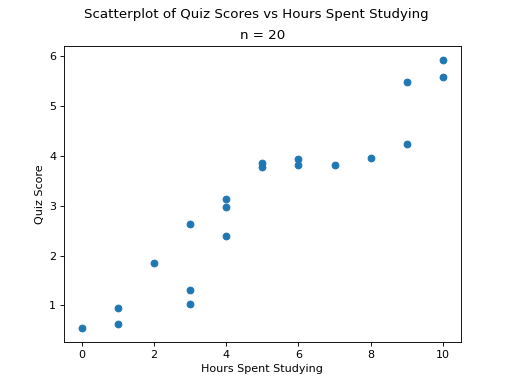 Scatterplot of Quiz Scores vs Hours Spent Studying
n = 20
6
5
4
3
2
1
Quiz Score
0 2 4 6 8 10
Hours Spent Studying